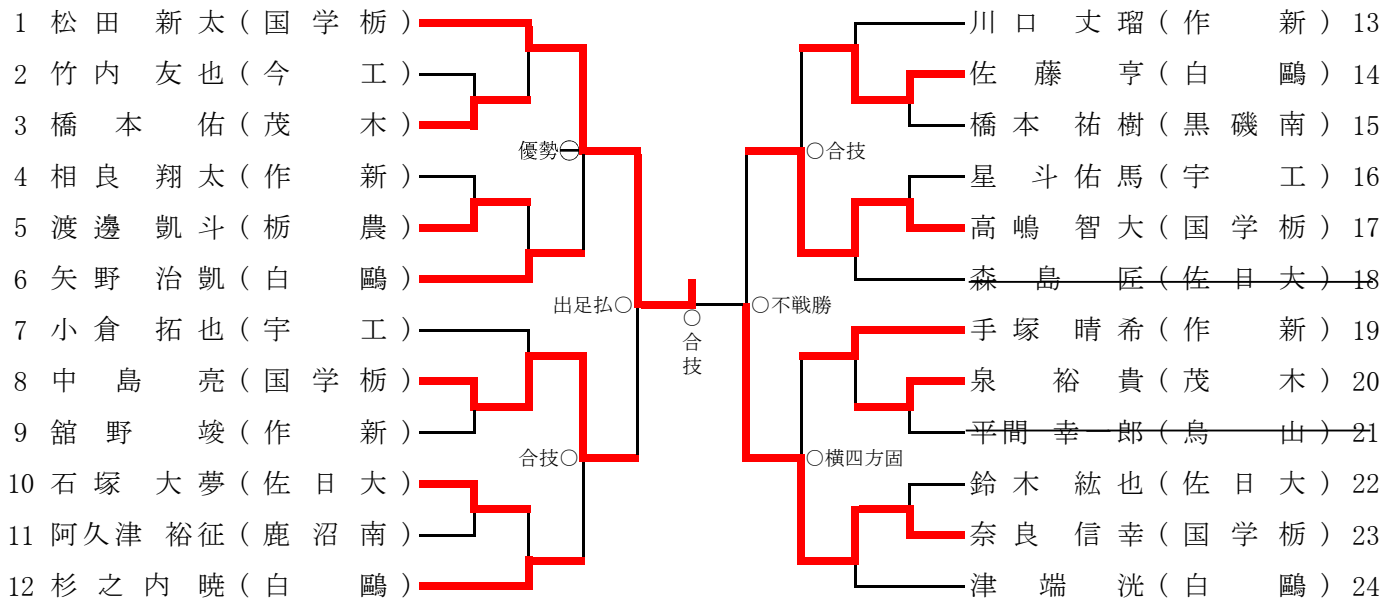 1 松田 新太(国学栃)
2 竹内 友也(今 工)
3 橋本 佑(茂 木)
優勢○
4 相良 翔太(作 新)
5 渡邊 凱斗(栃 農)
6 矢野 治凱(白 鷗)
出足払○
7 小倉 拓也(宇 工)
8 中島 亮(国学栃)
9 舘野 竣(作 新)
合技○
10 石塚 大夢(佐日大)
11 阿久津 裕征(鹿沼南)
12 杉之内 暁(白 鷗)
○合技
川口 丈瑠(作 新) 13
佐藤 亨(白 鷗) 14
橋本 祐樹(黒磯南) 15
○合技
星 斗佑馬(宇 工) 16
高嶋 智大(国学栃) 17
森島 匠(佐日大) 18
○不戦勝
手塚 晴希(作 新) 19
泉 裕貴(茂 木) 20
平間 幸一郎(烏 山) 21
○横四方固
鈴木 紘也(佐日大) 22
奈良 信幸(国学栃) 23
津端 洸(白 鷗) 24